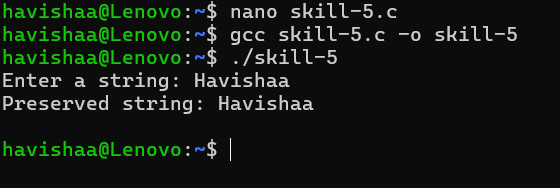 havishaa@Lenovo:~$ nano skill-5.c
havishaa@Lenovo:~$ gcc skill-5.c -o skill-5
havishaa@Lenovo:~$ ./skill-5
Enter a string: Havishaa
Preserved string: Havishaa
havishaa@Lenovo:~$